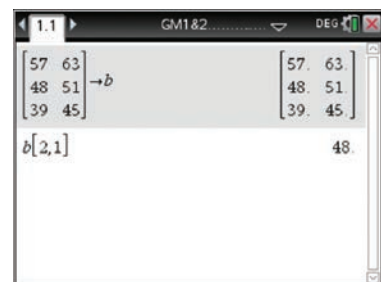 1.1 GM1&2............. DEG
57 63 57. 63.
48 51 →b 48. 51.
39 45 39. 45.
b[2,1] 48.